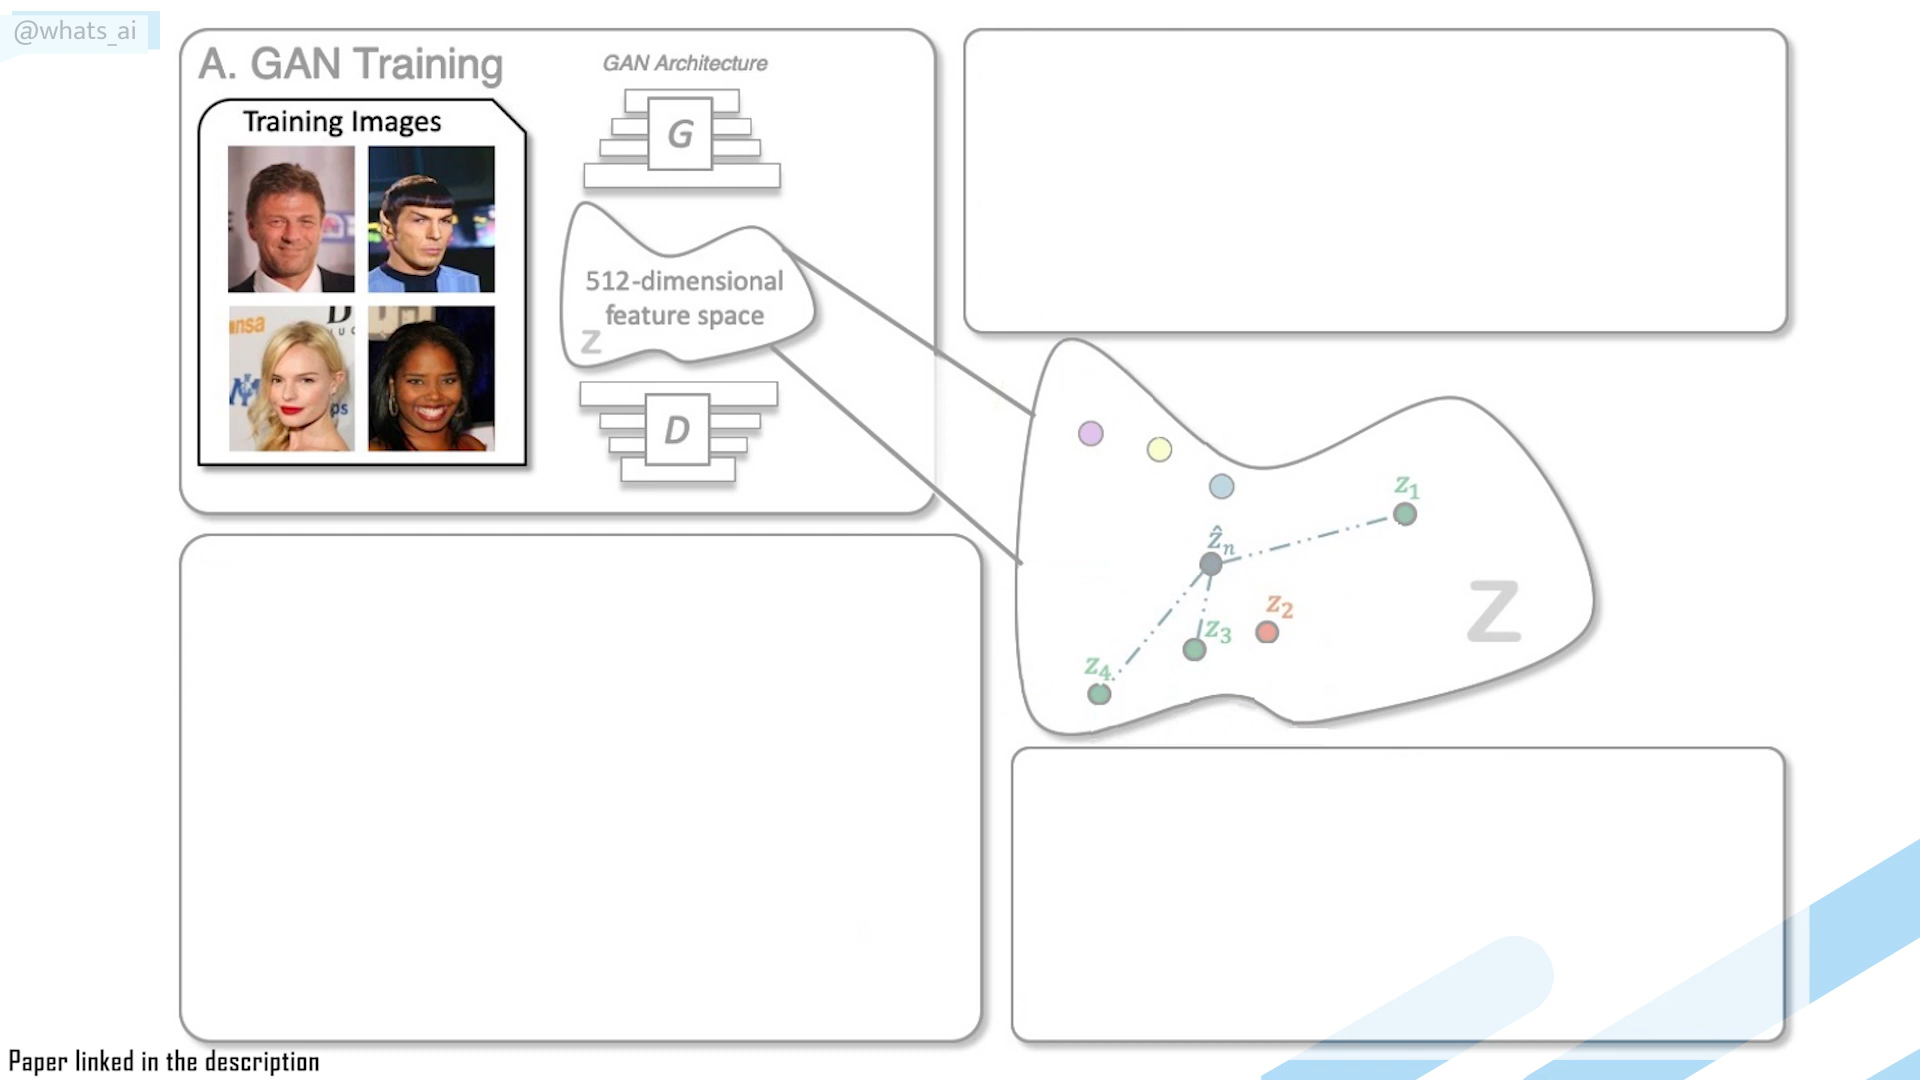 @whats_ai
A. GAN Training
GAN Architecture
Training Images
G
512-dimensional
feature space
Z
D
z1
ẑn
z2
z3
z4
Z
Paper linked in the description